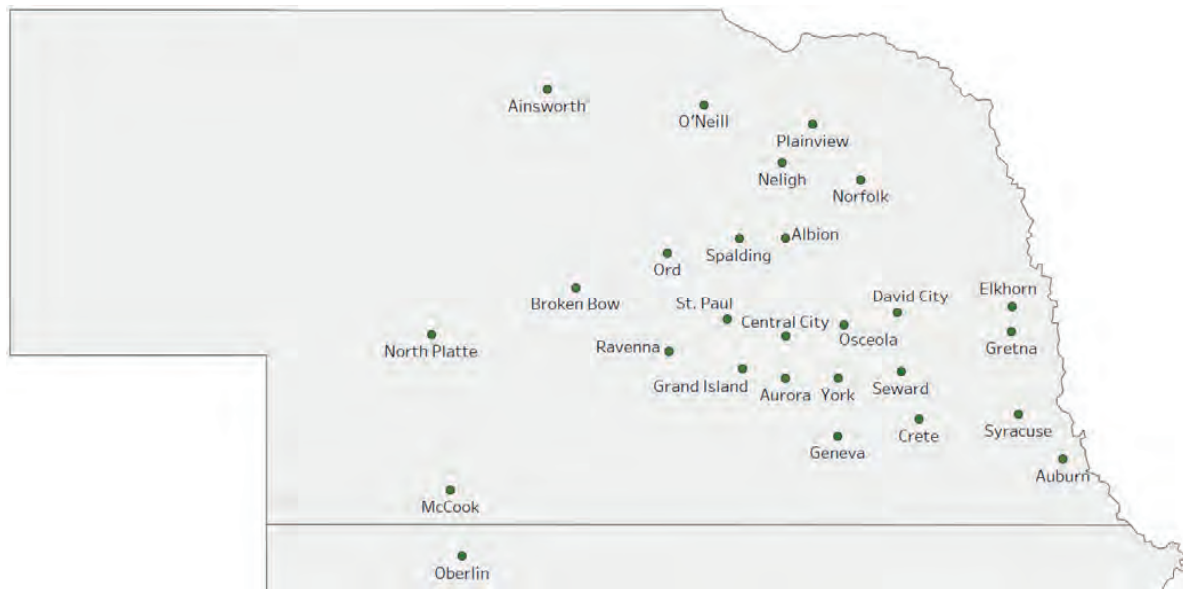 Ainsworth
O'Neill
Plainview
Neligh
Norfolk
Albion
Spalding
Ord
Elkhorn
David City
Broken Bow
St. Paul
Central City
Osceola
North Platte
Ravenna
Gretna
Grand Island
Aurora
York
Seward
Syracuse
Crete
Geneva
Auburn
McCook
Oberlin